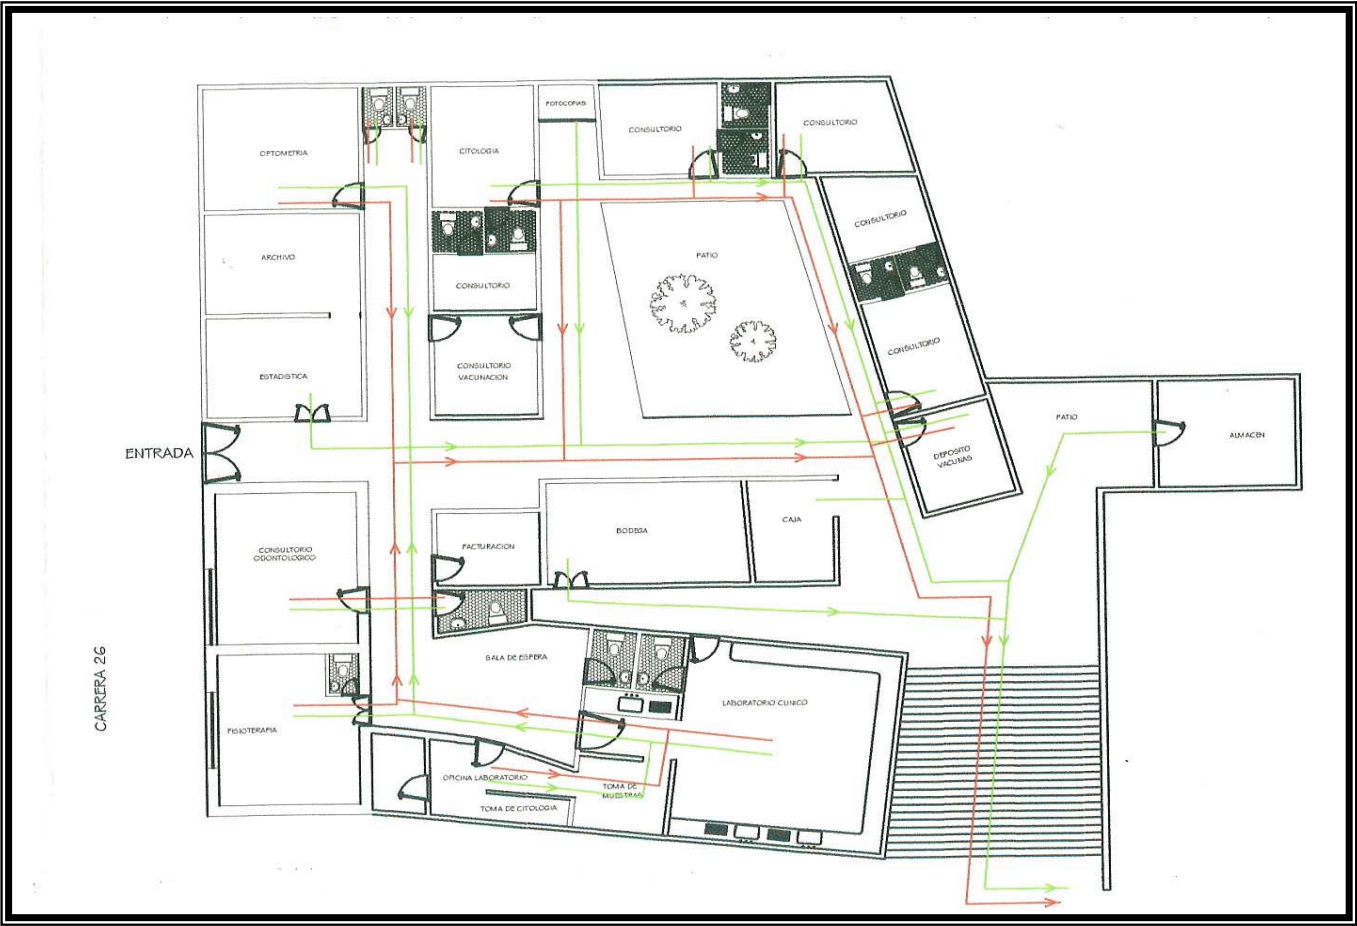 FOTOCOPIAS
CONSULTORIO
CONSULTORIO
OPTOMETRIA
CITOLOGIA
CONSULTORIO
ARCHIVO
PATIO
CONSULTORIO
CONSULTORIO
ESTADISTICA
CONSULTORIO
VACUNACION
PATIO
ALMACEN
ENTRADA
DEPOSITO
VACUNAS
CAJA
BODEGA
FACTURACION
CONSULTORIO
ODONTOLOGICO
SALA DE ESPERA
CARRERA 26
LABORATORIO CLINICO
FISIOTERAPIA
OFICINA LABORATORIO
TOMA DE
MUESTRAS
TOMA DE CITOLOGIA